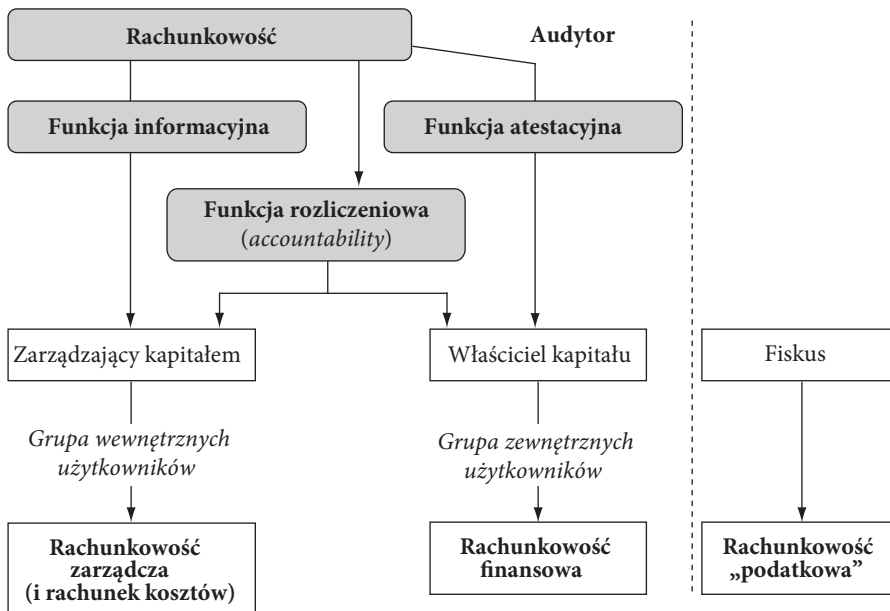 Rachunkowość
Audytor
Funkcja informacyjna
Funkcja atestacyjna
Funkcja rozliczeniowa
(accountability)
Zarządzający kapitałem
Właściciel kapitału
Fiskus
Grupa wewnętrznych
użytkowników
Grupa zewnętrznych
użytkowników
Rachunkowość
zarządcza
(i rachunek kosztów)
Rachunkowość
finansowa
Rachunkowość
„podatkowa”